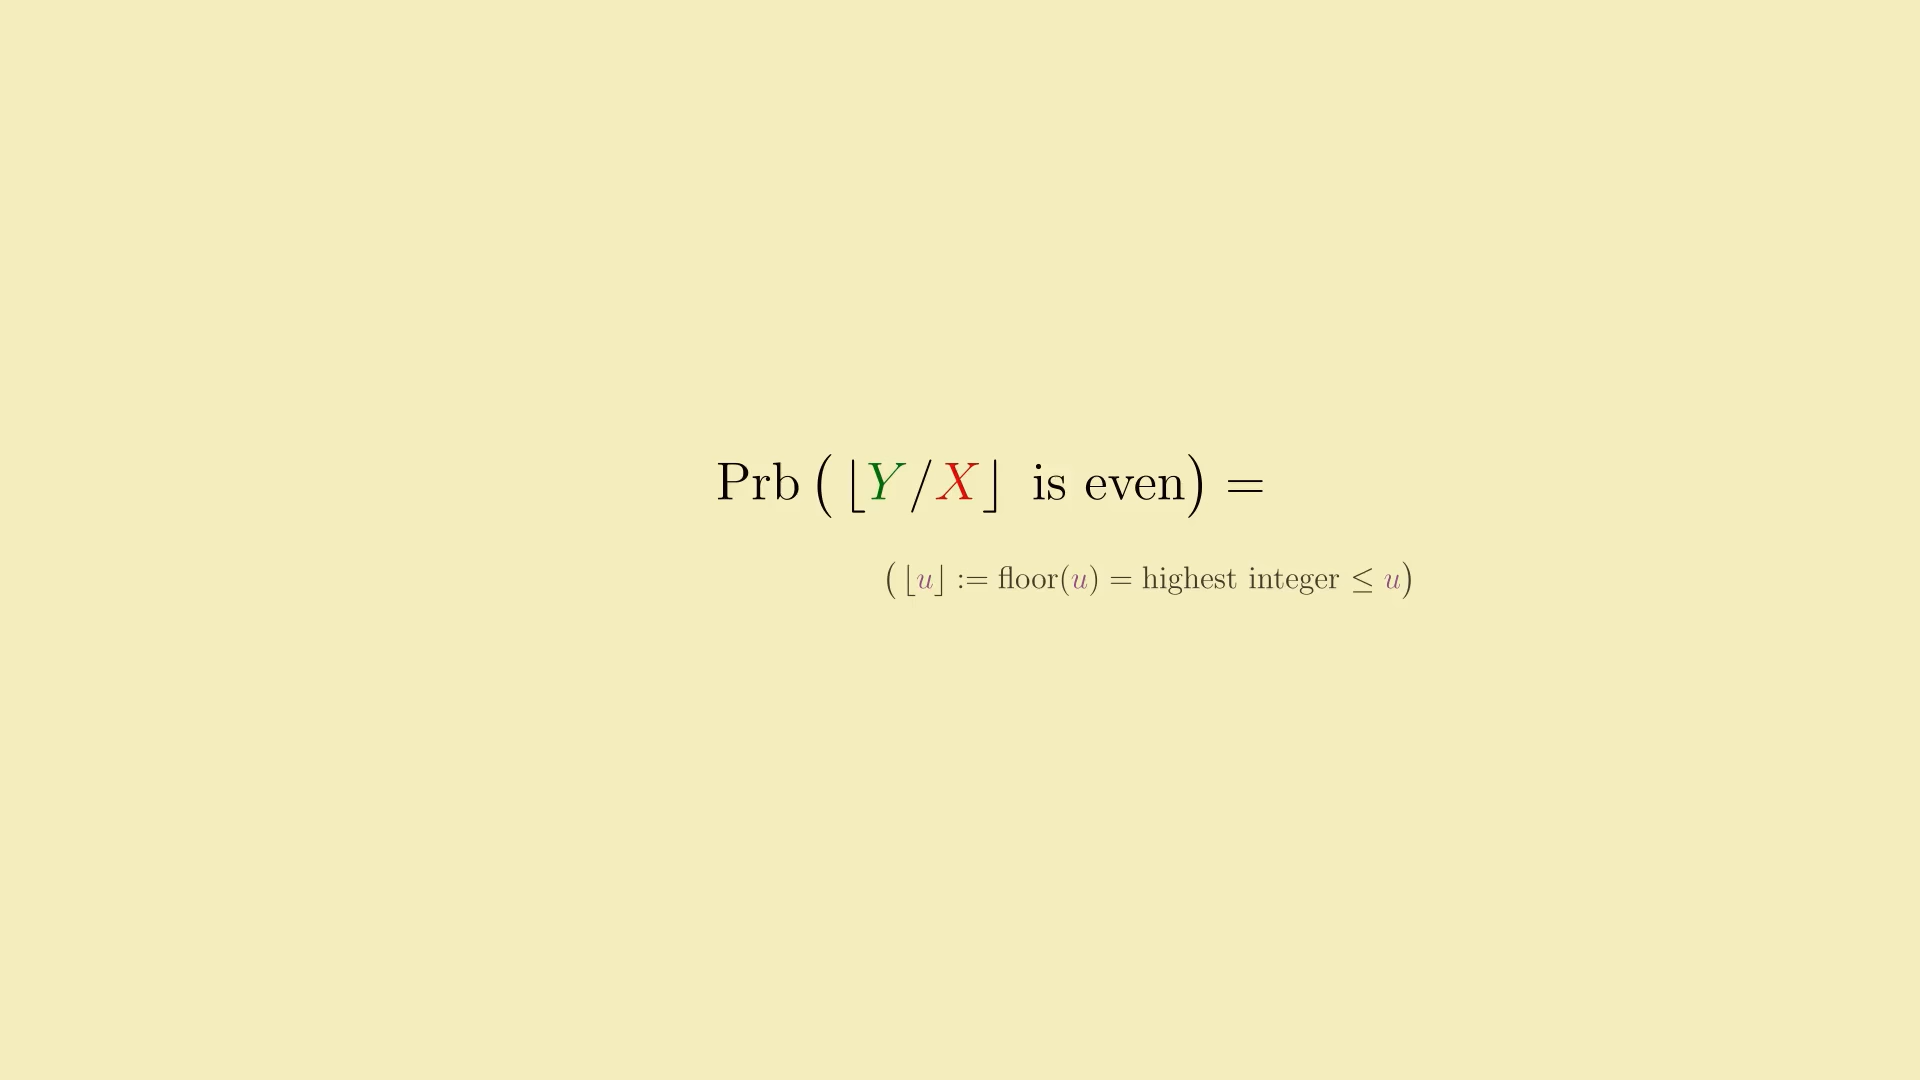 Prb ( ⌊Y/X⌋ is even) =
( ⌊u⌋ := floor(u) = highest integer ≤ u)